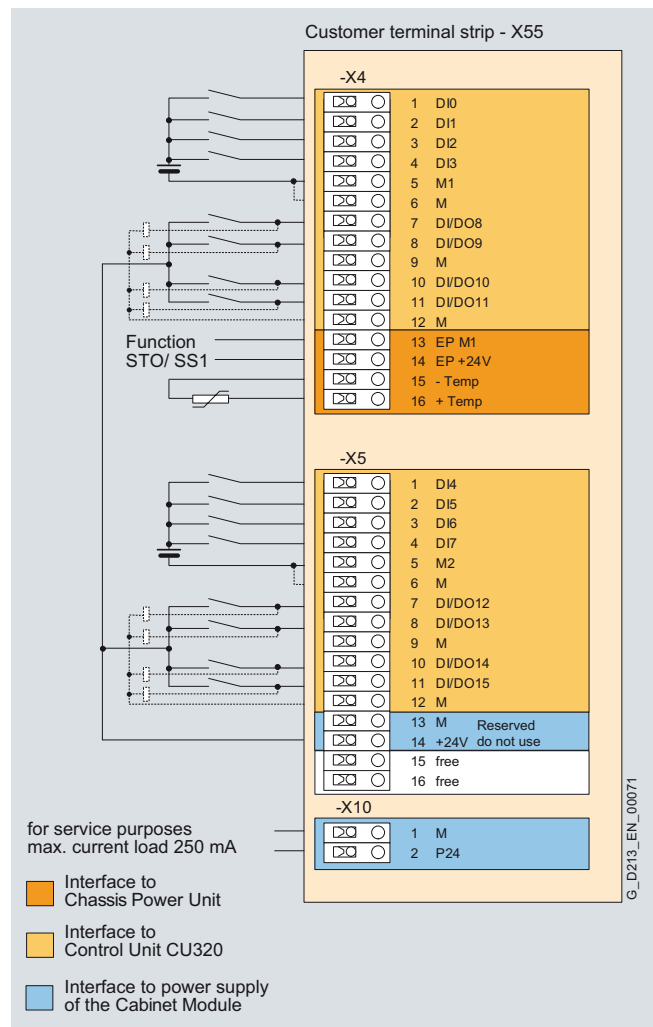 Customer terminal strip - X55
-X4
1 DI0
2 DI1
3 DI2
4 DI3
5 M1
6 M
7 DI/DO8
8 DI/DO9
9 M
10 DI/DO10
11 DI/DO11
12 M
Function
STO/ SS1
13 EP M1
14 EP +24V
15 - Temp
16 + Temp
-X5
1 DI4
2 DI5
3 DI6
4 DI7
5 M2
6 M
7 DI/DO12
8 DI/DO13
9 M
10 DI/DO14
11 DI/DO15
12 M
13 M Reserved
14 +24V do not use
15 free
16 free
-X10
for service purposes
max. current load 250 mA
1 M
2 P24
Interface to
Chassis Power Unit
Interface to
Control Unit CU320
Interface to power supply
of the Cabinet Module
G_D213_EN_00071